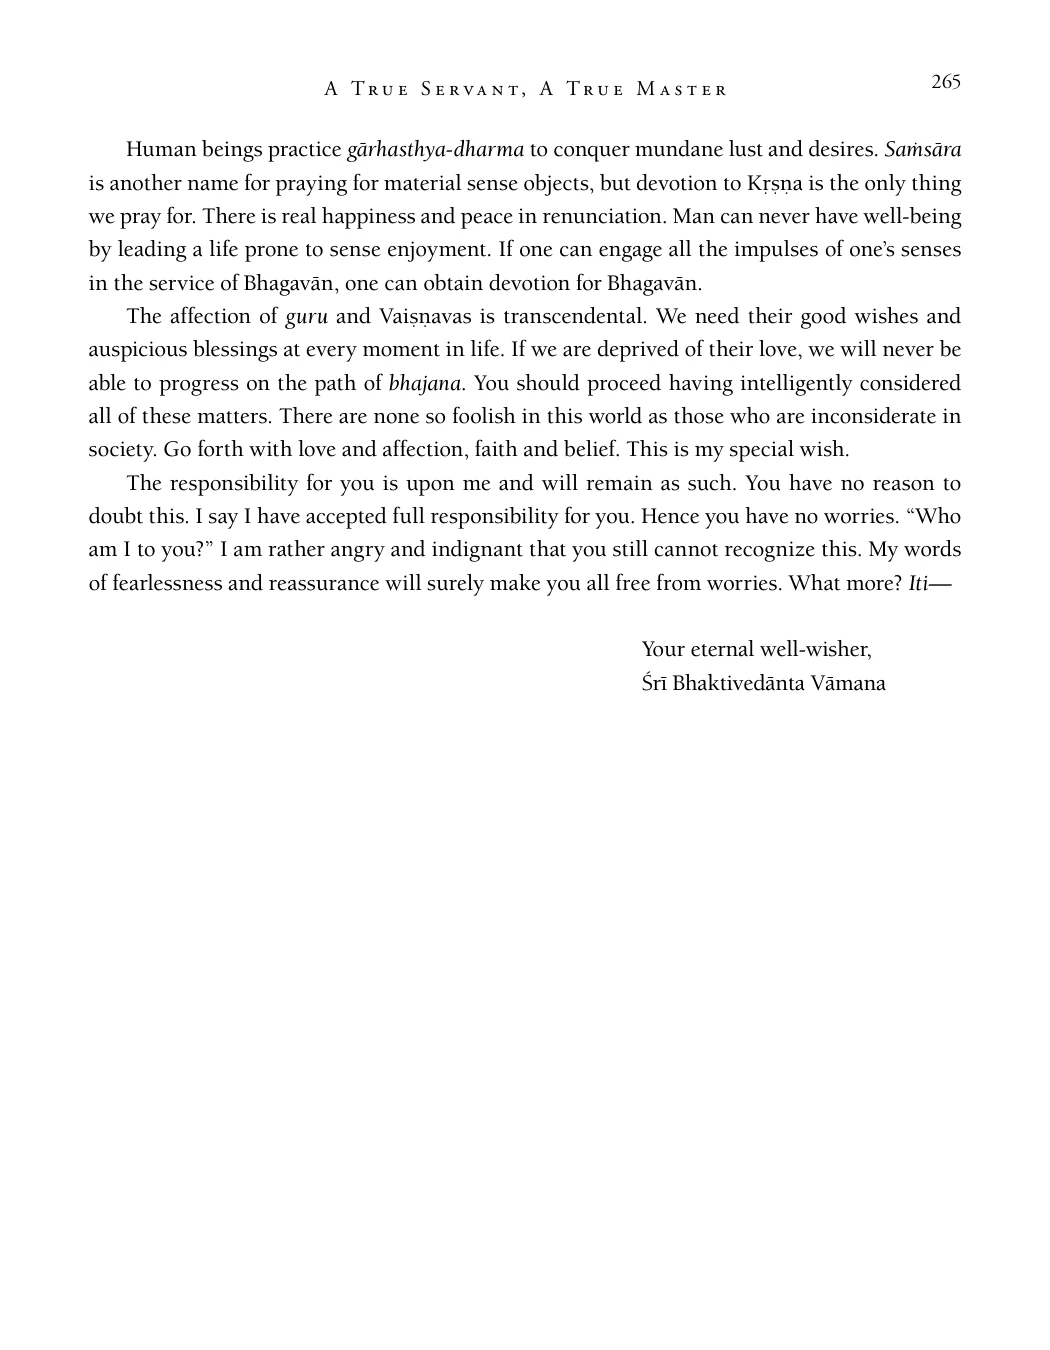 A True Servant, A True Master
265
Human beings practice gārhasthya-dharma to conquer mundane lust and desires. Saṁsāra
is another name for praying for material sense objects, but devotion to Kṛṣṇa is the only thing
we pray for. There is real happiness and peace in renunciation. Man can never have well-being
by leading a life prone to sense enjoyment. If one can engage all the impulses of one’s senses
in the service of Bhagavān, one can obtain devotion for Bhagavān.
The affection of guru and Vaiṣṇavas is transcendental. We need their good wishes and
auspicious blessings at every moment in life. If we are deprived of their love, we will never be
able to progress on the path of bhajana. You should proceed having intelligently considered
all of these matters. There are none so foolish in this world as those who are inconsiderate in
society. Go forth with love and affection, faith and belief. This is my special wish.
The responsibility for you is upon me and will remain as such. You have no reason to
doubt this. I say I have accepted full responsibility for you. Hence you have no worries. “Who
am I to you?” I am rather angry and indignant that you still cannot recognize this. My words
of fearlessness and reassurance will surely make you all free from worries. What more? Iti—
Your eternal well-wisher,
Śrī Bhaktivedānta Vāmana